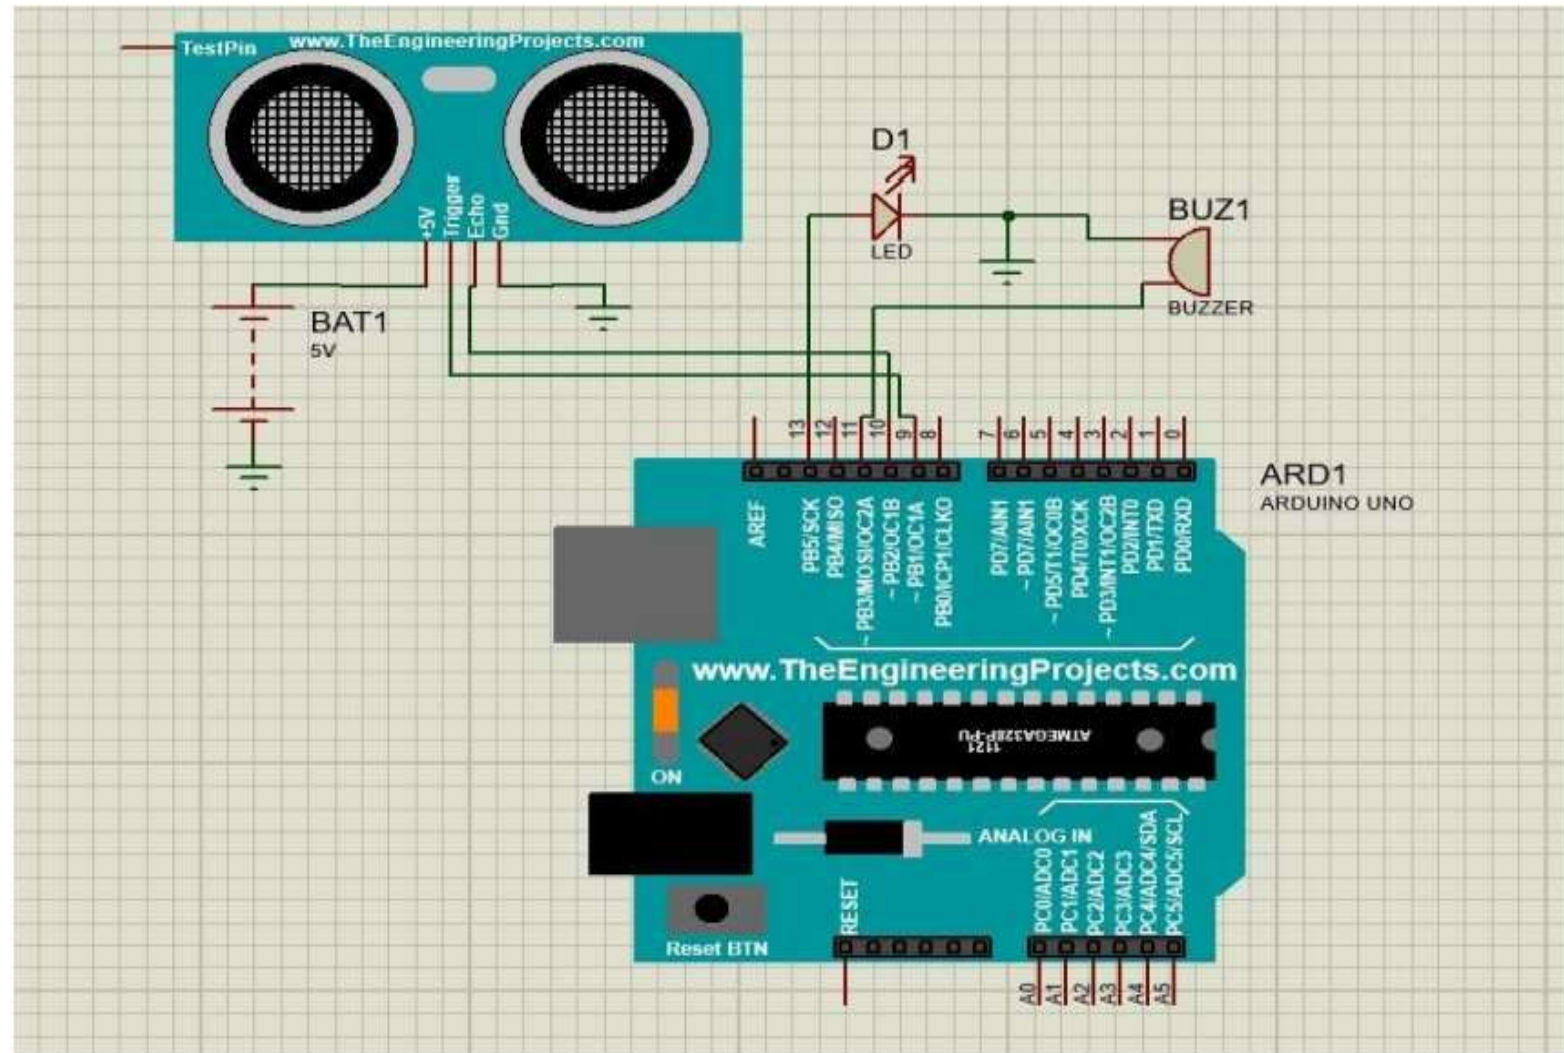 TestPin
www.TheEngineeringProjects.com
+5V
Trigger
Echo
Gnd
D1
LED
BUZ1
BUZZER
BAT1
5V
13
12
11
10
9
8
7
6
5
4
3
2
1
0
ARD1
ARDUINO UNO
AREF
PB5/SCK
PB4/MISO
~ PB3/MOSI/OC2A
~ PB2/OC1B
~ PB1/OC1A
PB0/ICP1/CLKO
PD7/AIN1
~ PD7/AIN1
~ PD5/T1/OC0B
PD4/T0/XCK
~ PD3/INT1/OC2B
PD2/INT0
PD1/TXD
PD0/RXD
www.TheEngineeringProjects.com
ATMEGA328P-PU
1121
ON
ANALOG IN
PC0/ADC0
PC1/ADC1
PC2/ADC2
PC3/ADC3
PC4/ADC4/SDA
PC5/ADC5/SCL
RESET
Reset BTN
A0
A1
A2
A3
A4
A5